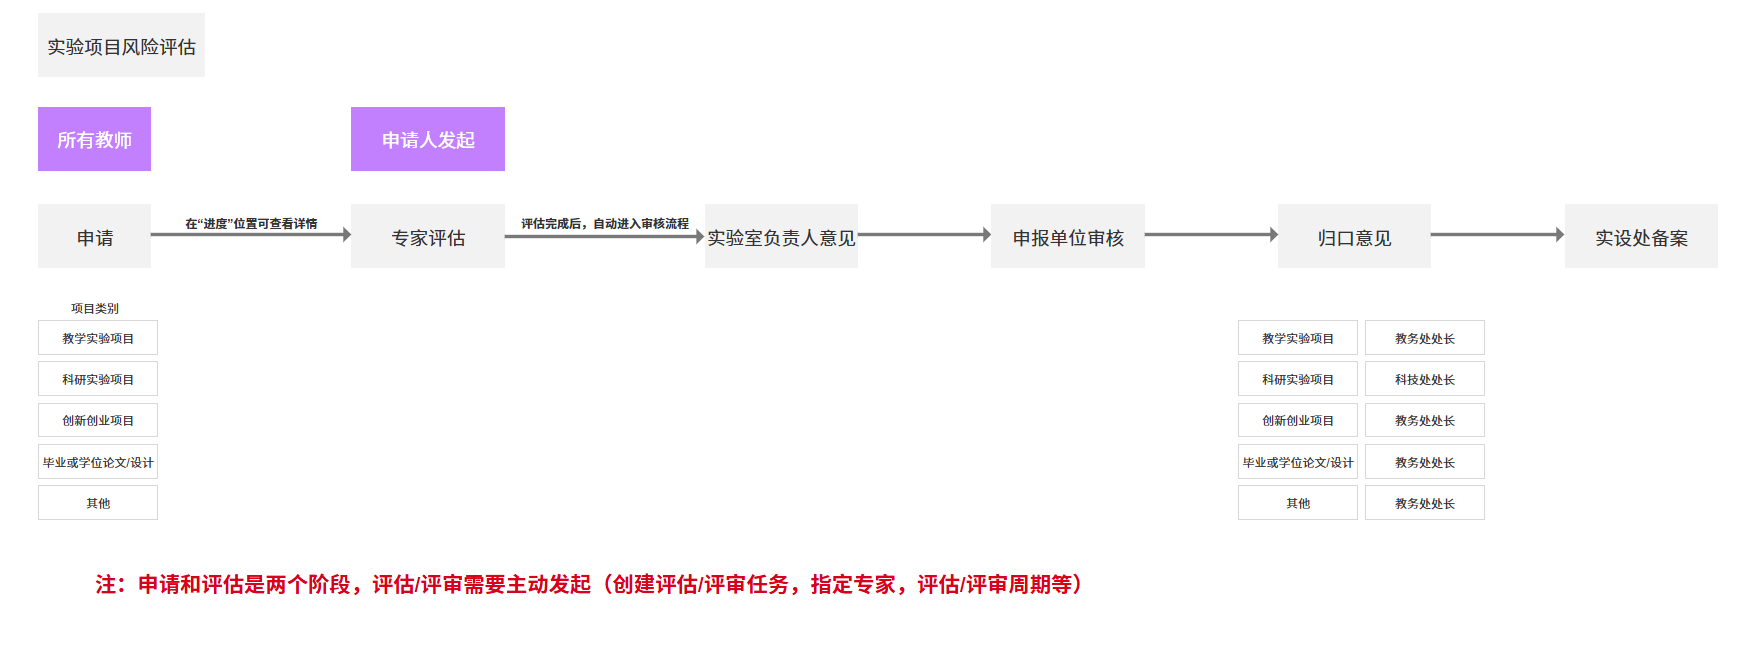 实验项目风险评估
所有教师
申请人发起
申请
在“进度”位置可查看详情
专家评估
评估完成后，自动进入审核流程
实验室负责人意见
申报单位审核
归口意见
实设处备案
项目类别
教学实验项目
科研实验项目
创新创业项目
毕业或学位论文/设计
其他
教学实验项目
教务处处长
科研实验项目
科技处处长
创新创业项目
教务处处长
毕业或学位论文/设计
教务处处长
其他
教务处处长
注：申请和评估是两个阶段，评估/评审需要主动发起（创建评估/评审任务，指定专家，评估/评审周期等）